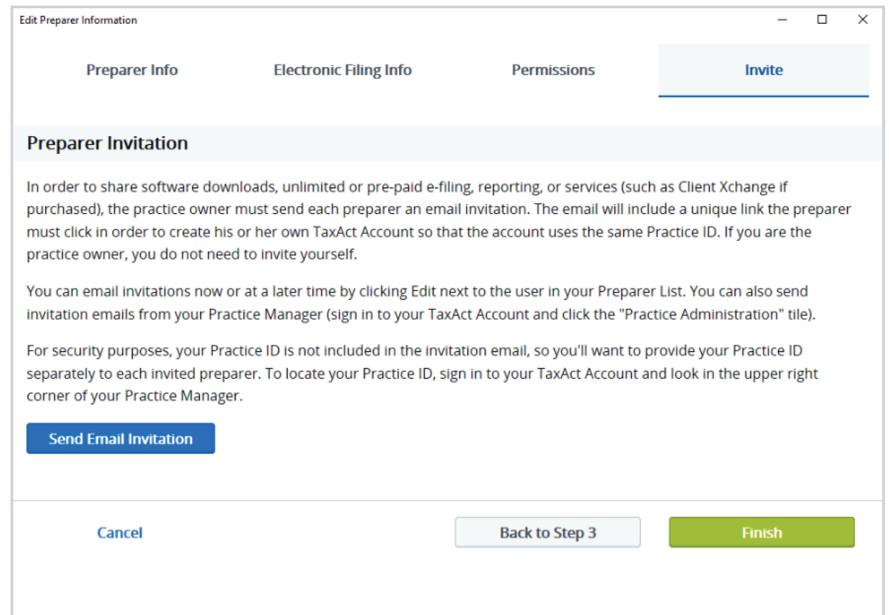 Edit Preparer Information
Preparer Info
Electronic Filing Info
Permissions
Invite
Preparer Invitation
In order to share software downloads, unlimited or pre-paid e-filing, reporting, or services (such as Client Xchange if
purchased), the practice owner must send each preparer an email invitation. The email will include a unique link the preparer
must click in order to create his or her own TaxAct Account so that the account uses the same Practice ID. If you are the
practice owner, you do not need to invite yourself.
You can email invitations now or at a later time by clicking Edit next to the user in your Preparer List. You can also send
invitation emails from your Practice Manager (sign in to your TaxAct Account and click the "Practice Administration" tile).
For security purposes, your Practice ID is not included in the invitation email, so you'll want to provide your Practice ID
separately to each invited preparer. To locate your Practice ID, sign in to your TaxAct Account and look in the upper right
corner of your Practice Manager.
Send Email Invitation
Cancel
Back to Step 3
Finish